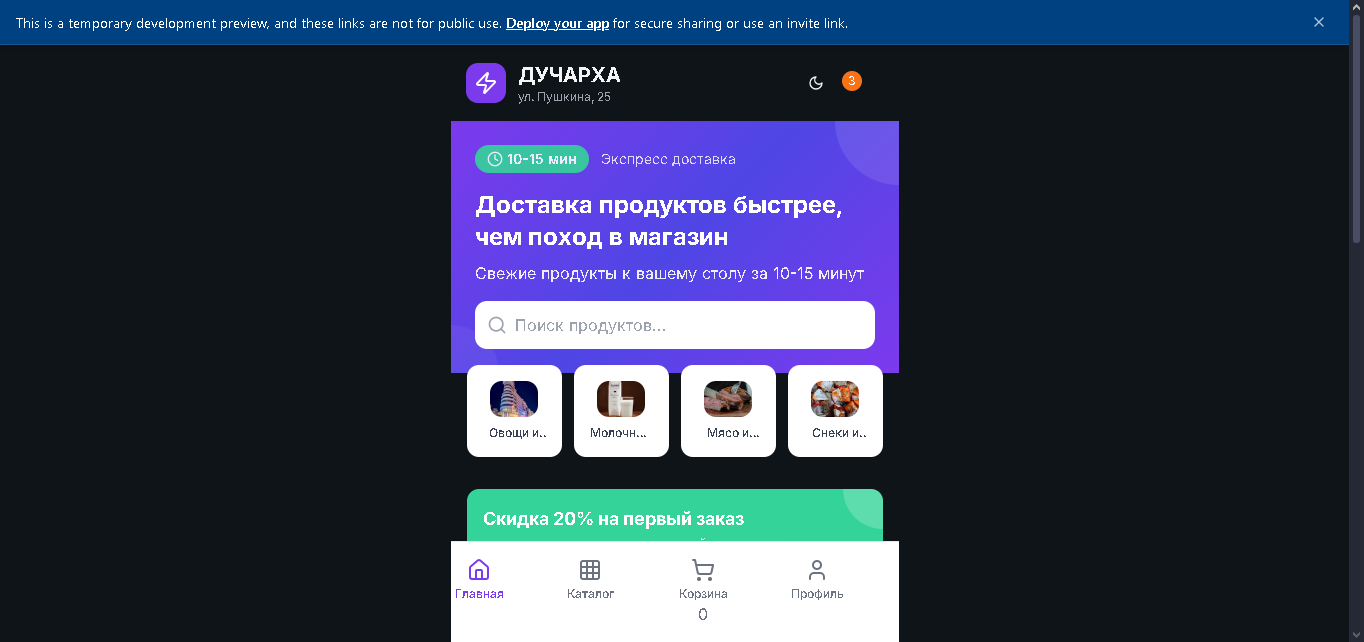 This is a temporary development preview, and these links are not for public use. Deploy your app for secure sharing or use an invite link.
ДУЧАРХА
ул. Пушкина, 25
3
10-15 мин Экспресс доставка
Доставка продуктов быстрее,
чем поход в магазин
Свежие продукты к вашему столу за 10-15 минут
Поиск продуктов...
Овощи и..
Молочн...
Мясо и...
Снеки и..
Скидка 20% на первый заказ
Главная
Каталог
Корзина
0
Профиль